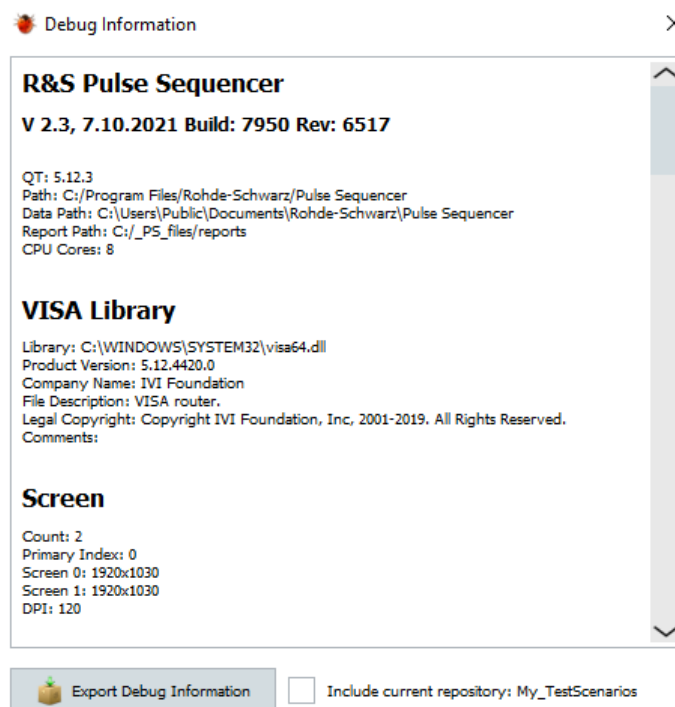 Debug Information
R&S Pulse Sequencer
V 2.3, 7.10.2021 Build: 7950 Rev: 6517
QT: 5.12.3
Path: C:/Program Files/Rohde-Schwarz/Pulse Sequencer
Data Path: C:\Users\Public\Documents\Rohde-Schwarz\Pulse Sequencer
Report Path: C:/_PS_files/reports
CPU Cores: 8
VISA Library
Library: C:\WINDOWS\SYSTEM32\visa64.dll
Product Version: 5.12.4420.0
Company Name: IVI Foundation
File Description: VISA router.
Legal Copyright: Copyright IVI Foundation, Inc, 2001-2019. All Rights Reserved.
Comments:
Screen
Count: 2
Primary Index: 0
Screen 0: 1920x1030
Screen 1: 1920x1030
DPI: 120
Export Debug Information
Include current repository: My_TestScenarios